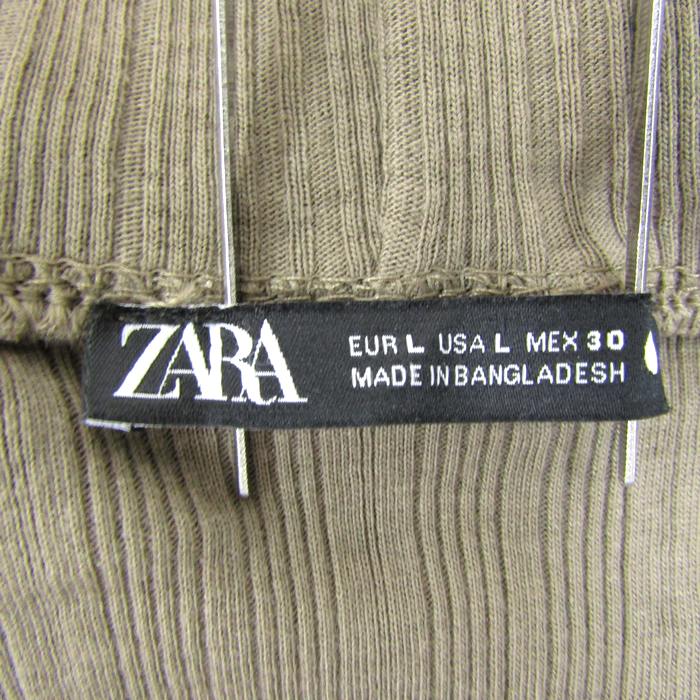 ZARA
EUR L USA L MEX 30
MADE IN BANGLADESH